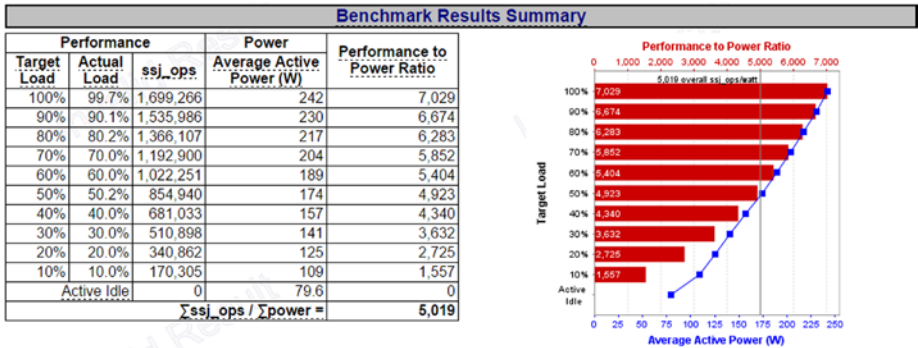 Benchmark Results Summary
Performance Power Performance to Power Ratio
Target Load Actual Load ssj_ops Average Active Power (W)
100% 99.7% 1,699,266 242 7,029
90% 90.1% 1,535,986 230 6,674
80% 80.2% 1,366,107 217 6,283
70% 70.0% 1,192,900 204 5,852
60% 60.0% 1,022,251 189 5,404
50% 50.2% 854,940 174 4,923
40% 40.0% 681,033 157 4,340
30% 30.0% 510,898 141 3,632
20% 20.0% 340,862 125 2,725
10% 10.0% 170,305 109 1,557
Active Idle 0 79.6 0
∑ssj_ops / ∑power = 5,019
Performance to Power Ratio
0 1,000 2,000 3,000 4,000 5,000 6,000 7,000
5,019 overall ssj_ops/watt
100% 7,029
90% 6,674
80% 6,283
70% 5,852
60% 5,404
50% 4,923
40% 4,340
30% 3,632
20% 2,725
10% 1,557
Active Idle
Target Load
0 25 50 75 100 125 150 175 200 225 250
Average Active Power (W)